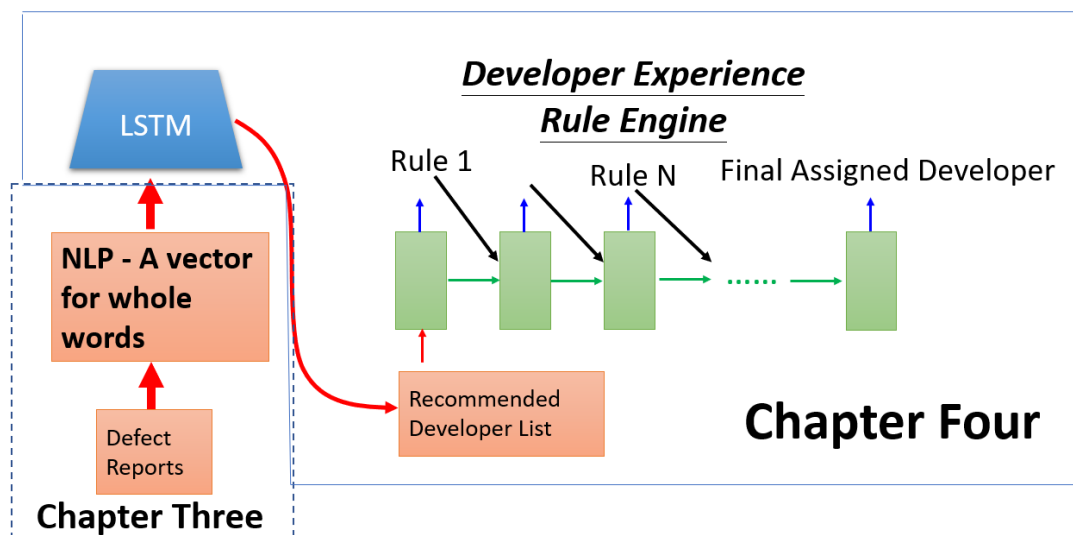 Developer Experience
Rule Engine
LSTM
Rule 1
Rule N
Final Assigned Developer
NLP - A vector
for whole
words
......
Recommended
Developer List
Defect
Reports
Chapter Four
Chapter Three